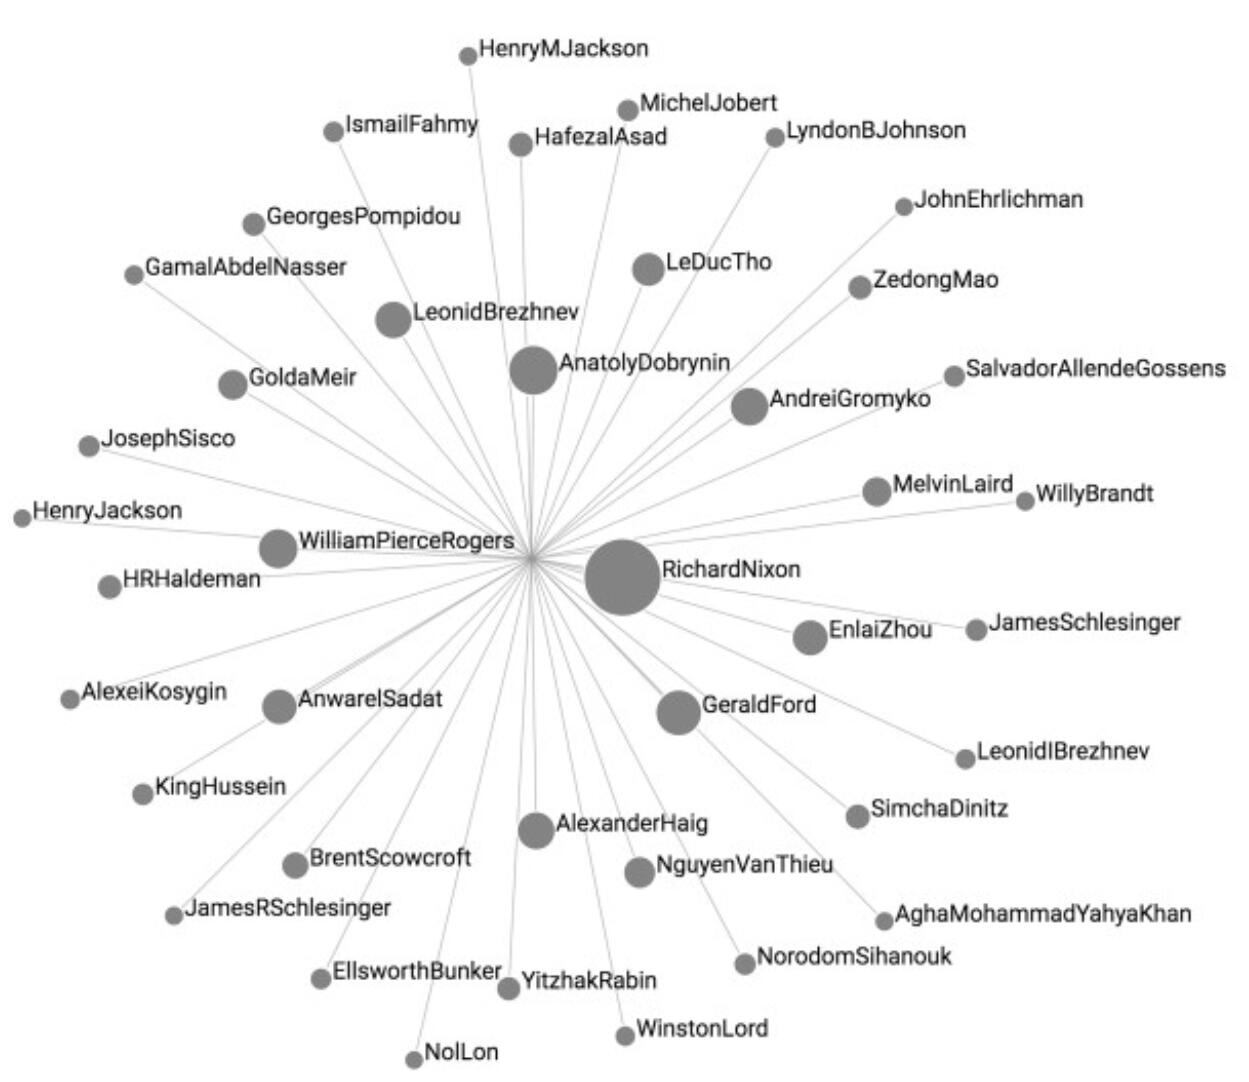 HenryMJackson
MichelJobert
IsmailFahmy
HafezalAsad
LyndonBJohnson
JohnEhrlichman
GeorgesPompidou
LeDucTho
GamalAbdelNasser
ZedongMao
LeonidBrezhnev
AnatolyDobrynin
SalvadorAllendeGossens
GoldaMeir
AndreiGromyko
JosephSisco
MelvinLaird
WillyBrandt
HenryJackson
WilliamPierceRogers
RichardNixon
HRHaldeman
JamesSchlesinger
EnlaiZhou
AlexeiKosygin
AnwarelSadat
GeraldFord
LeonidIBrezhnev
KingHussein
SimchaDinitz
AlexanderHaig
BrentScowcroft
NguyenVanThieu
JamesRSchlesinger
AghaMohammadYahyaKhan
NorodomSihanouk
EllsworthBunker
YitzhakRabin
WinstonLord
NolLon